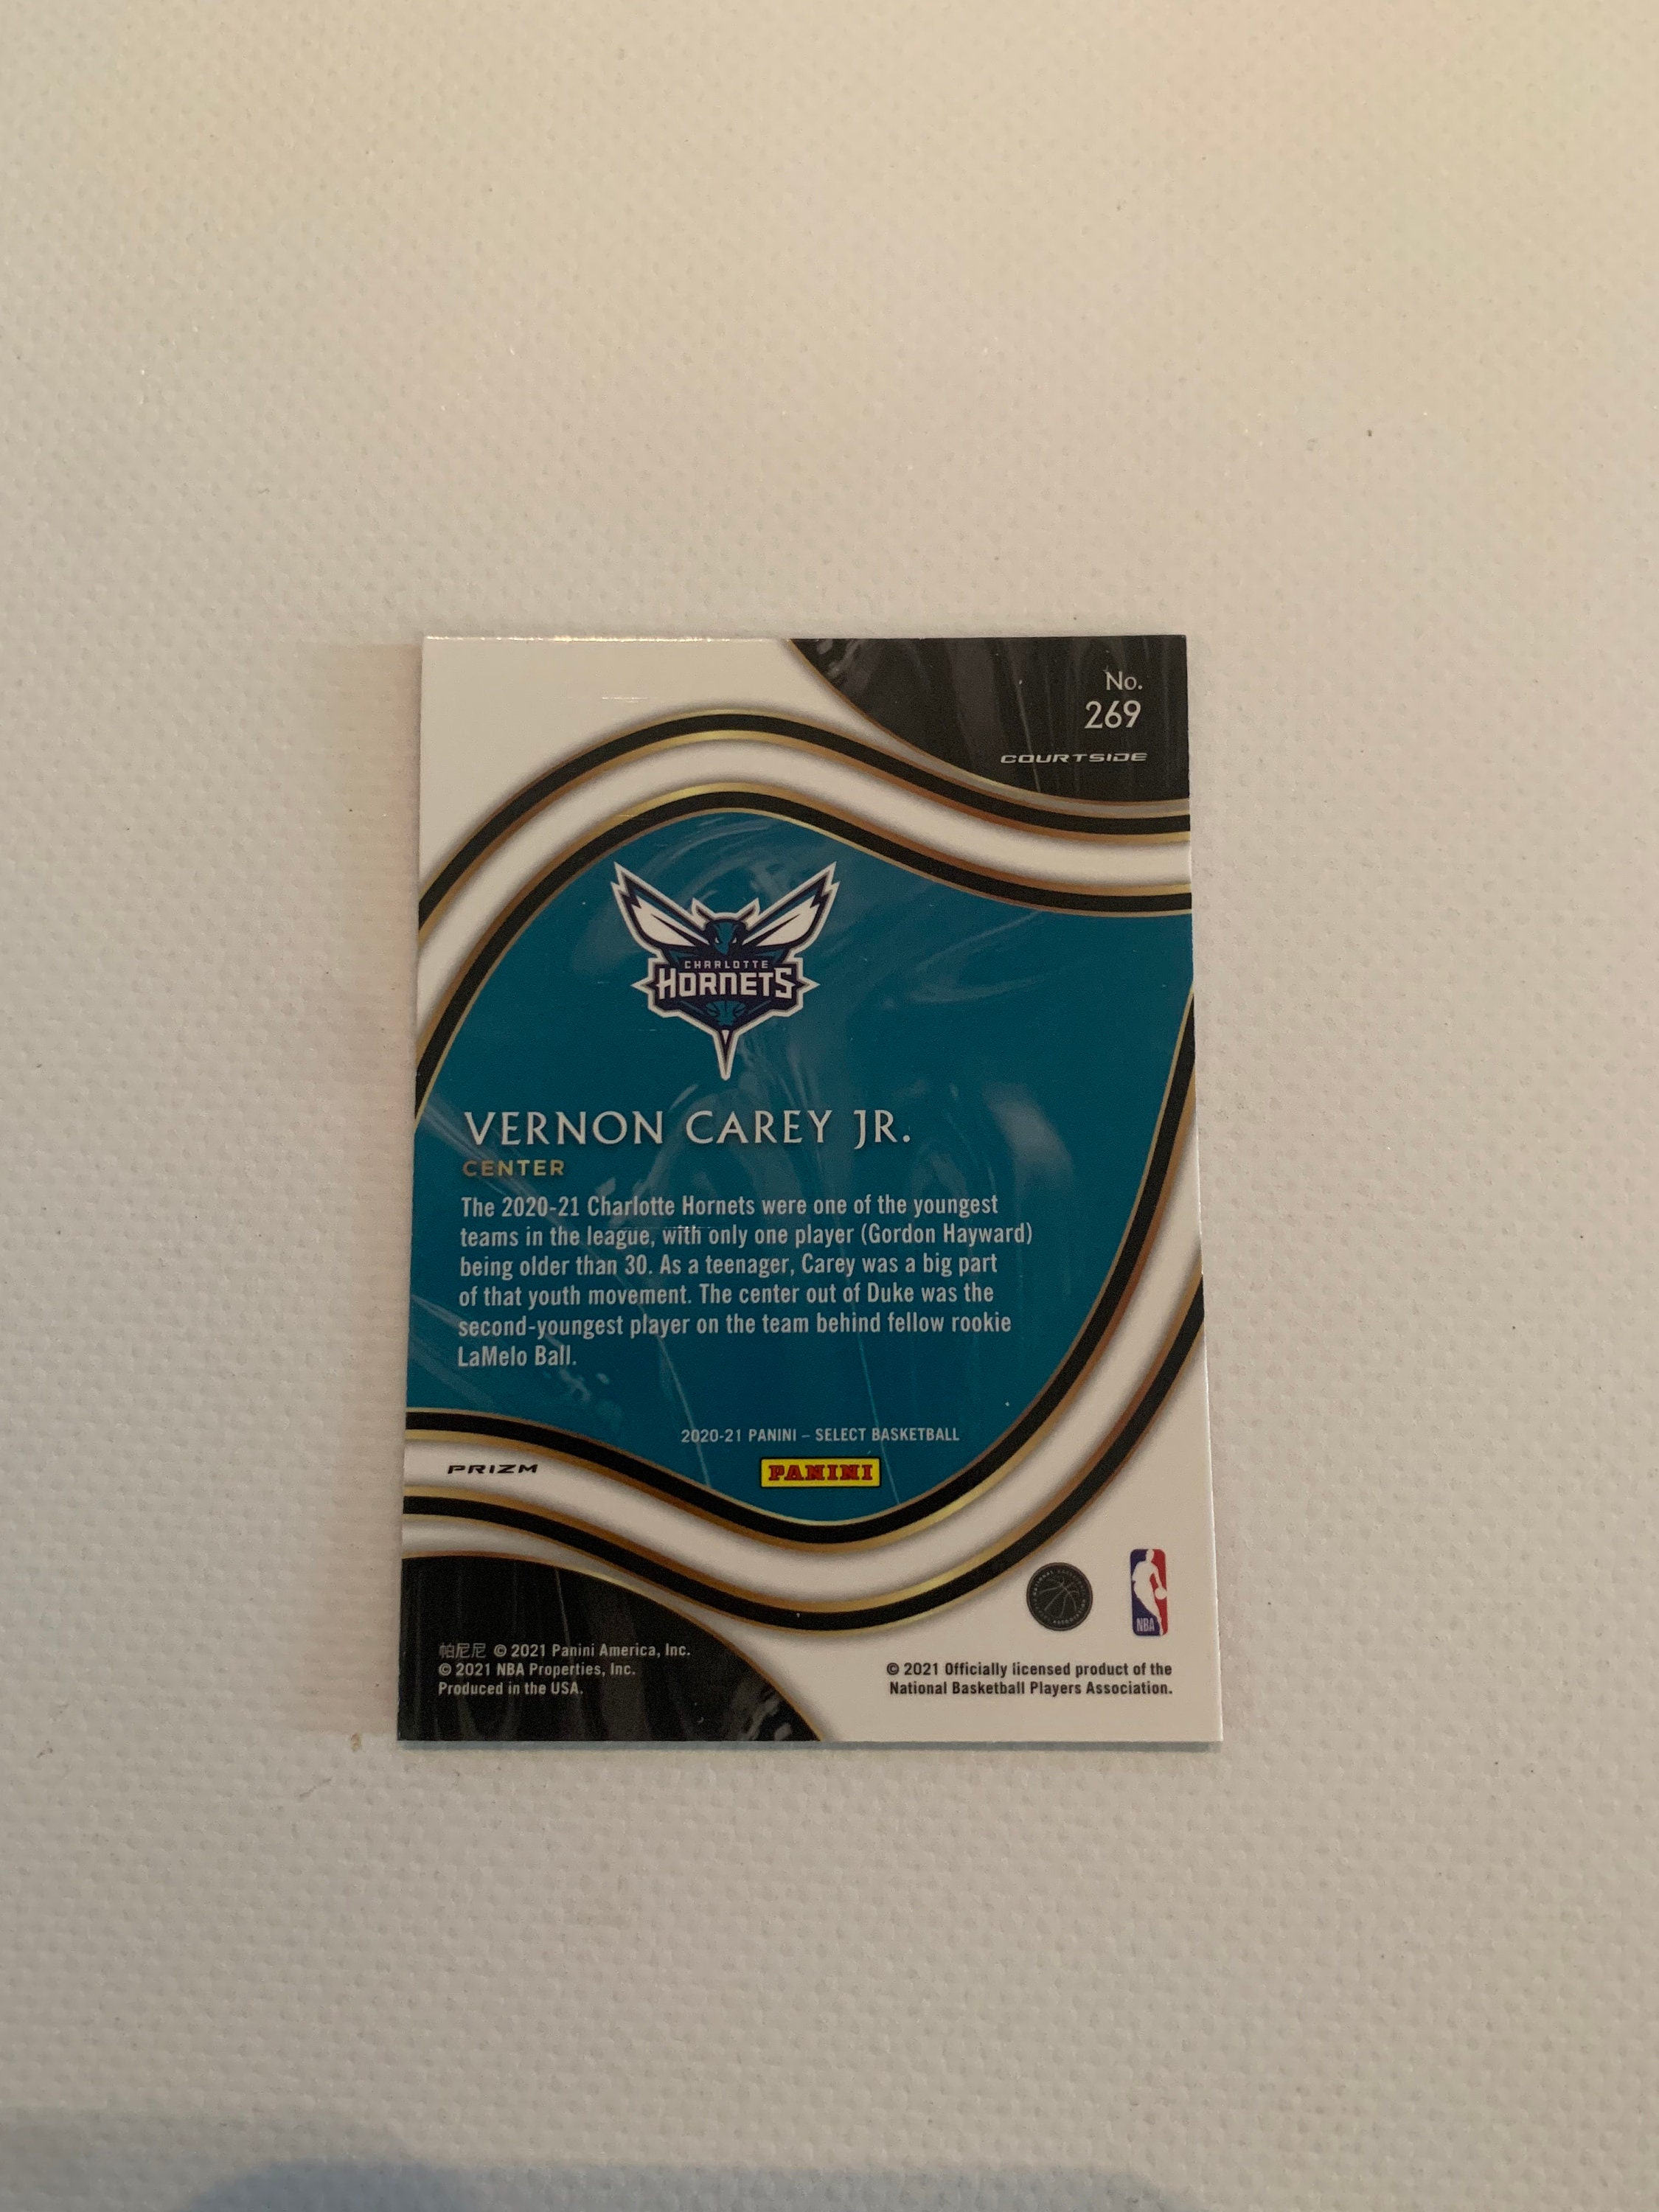 No.
269
COURTSIDE
CHARLOTTE
HORNETS
VERNON CAREY JR.
CENTER
The 2020-21 Charlotte Hornets were one of the youngest
teams in the league, with only one player (Gordon Hayward)
being older than 30. As a teenager, Carey was a big part
of that youth movement. The center out of Duke was the
second-youngest player on the team behind fellow rookie
LaMelo Ball.
2020-21 PANINI – SELECT BASKETBALL
PRIZM
PANINI
NBA
帕尼尼 © 2021 Panini America, Inc.
© 2021 NBA Properties, Inc.
Produced in the USA.
© 2021 Officially licensed product of the
National Basketball Players Association.